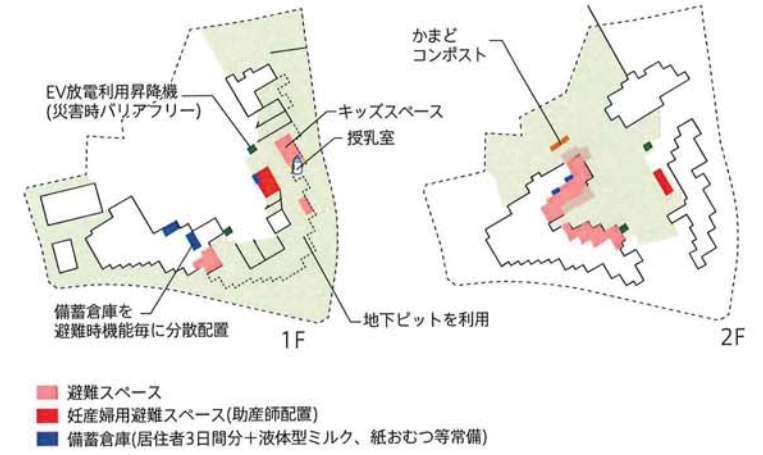 かまど
コンポスト
EV放電利用昇降機
(災害時バリアフリー)
キッズスペース
授乳室
備蓄倉庫を
避難時機能毎に分散配置
地下ピットを利用
1F
2F
避難スペース
妊産婦用避難スペース(助産師配置)
備蓄倉庫(居住者3日間分＋液体型ミルク、紙おむつ等常備)